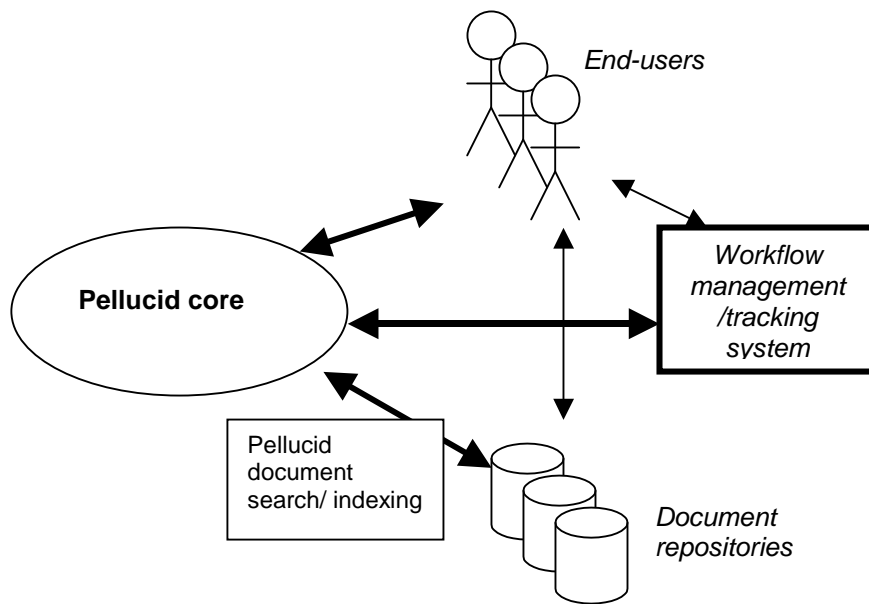 End-users
Pellucid core
Workflow
management
/tracking
system
Pellucid
document
search/ indexing
Document
repositories